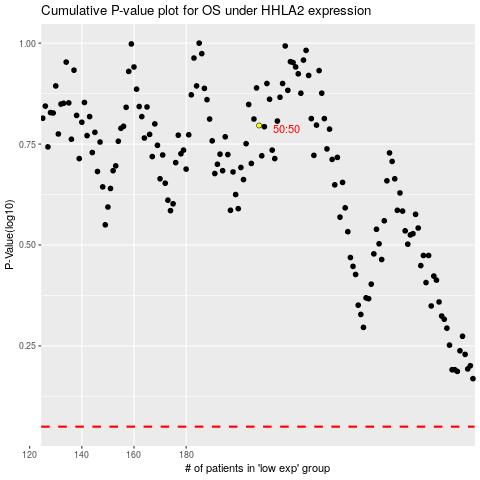 Cumulative P-value plot for OS under HHLA2 expression
1.00
0.75
0.50
0.25
50:50
P-Value(log10)
120 140 160 180
# of patients in 'low exp' group